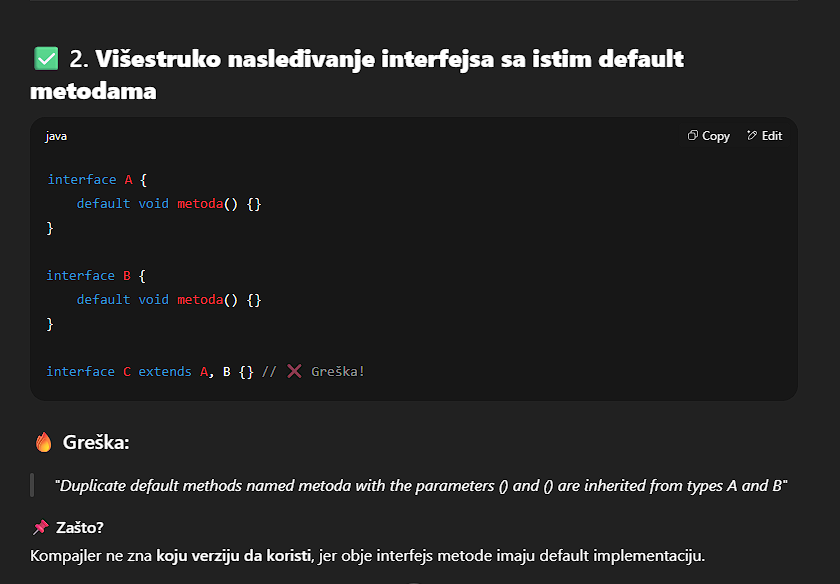 ✅ 2. Višestruko nasleđivanje interfejsa sa istim default
metodama
java
Copy Edit
interface A {
    default void metoda() {}
}
interface B {
    default void metoda() {}
}
interface C extends A, B {} // ❌ Greška!
🔥 Greška:
"Duplicate default methods named metoda with the parameters () and () are inherited from types A and B"
📌 Zašto?
Kompajler ne zna koju verziju da koristi, jer obje interfejs metode imaju default implementaciju.